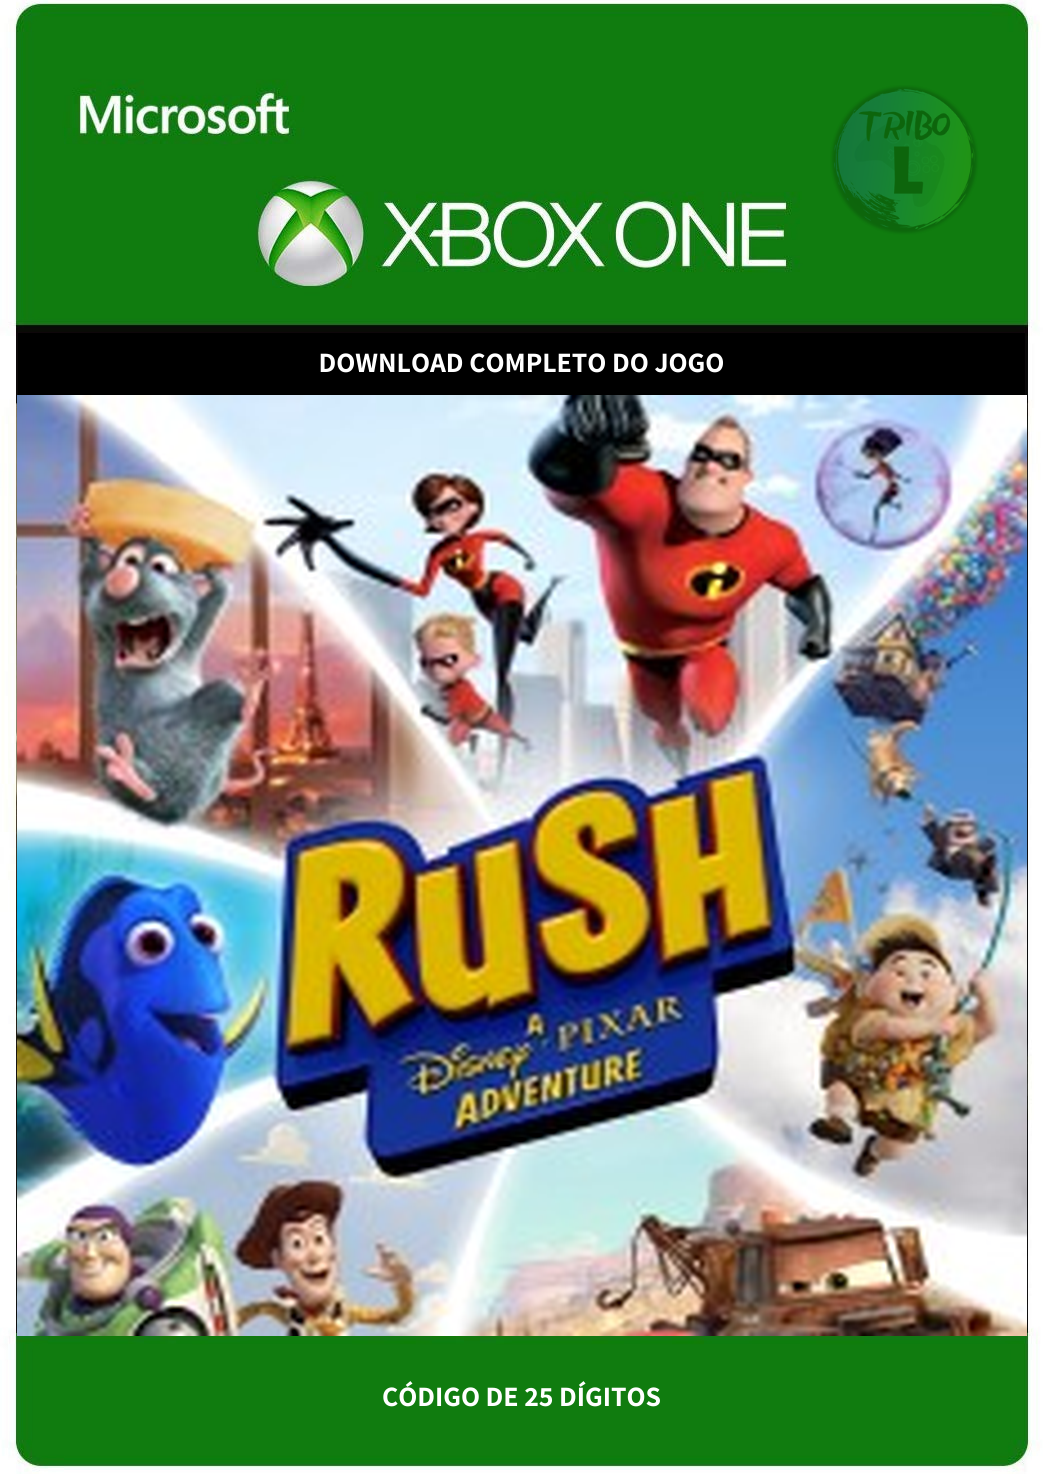 Microsoft
TRIBO
L
XBOX ONE
DOWNLOAD COMPLETO DO JOGO
RUSH
A
Disney PIXAR
ADVENTURE
CÓDIGO DE 25 DÍGITOS